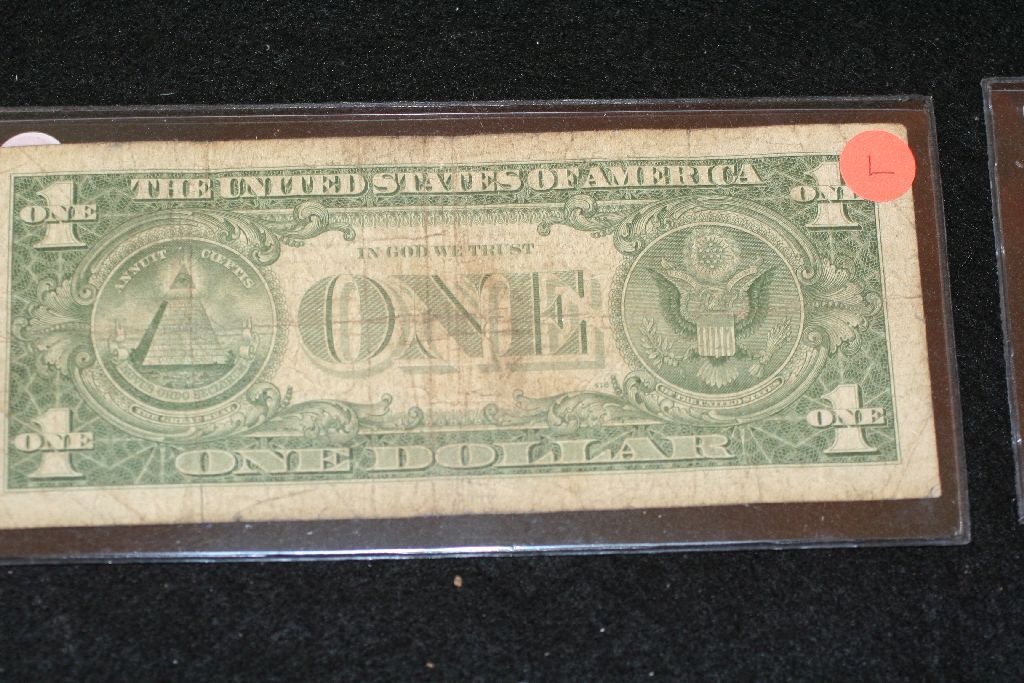 THE UNITED STATES OF AMERICA
1 ONE
ONE 1
L
ANNUIT CŒPTIS
IN GOD WE TRUST
ONE
1 ONE
ONE 1
ONE DOLLAR